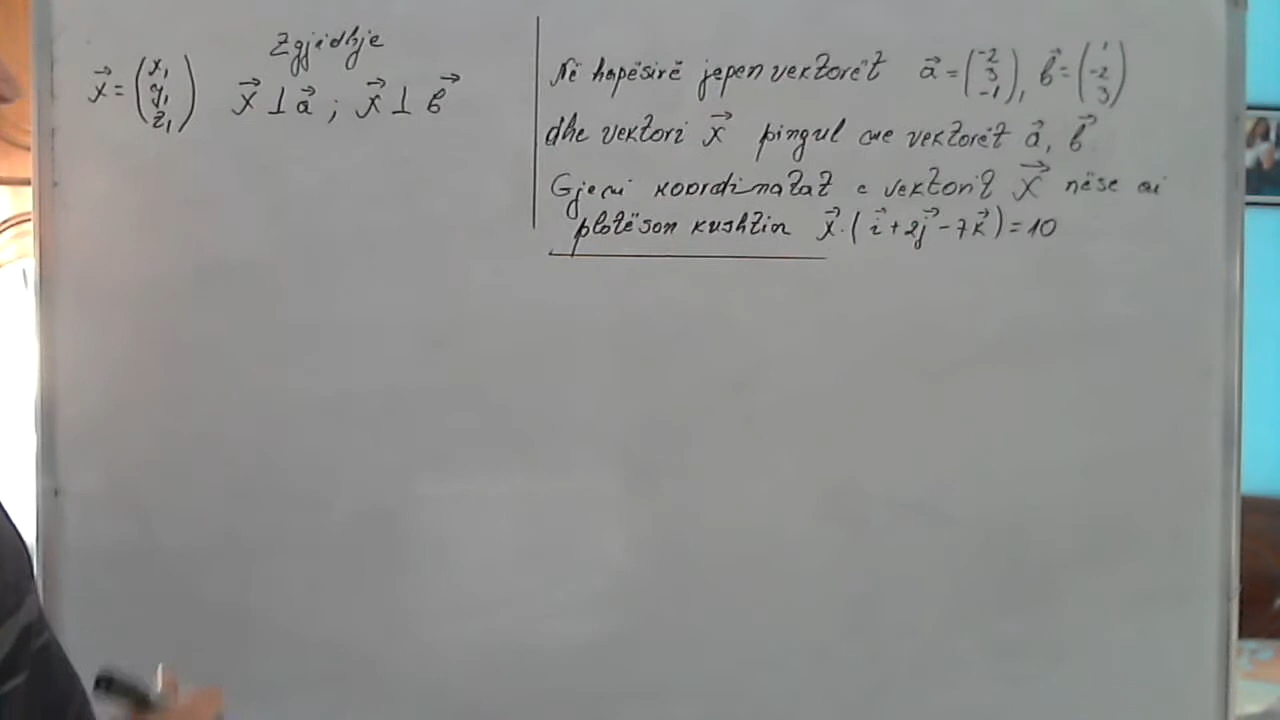 Zgjidhje
x⃗ = (x₁ y₁ z₁) x⃗ ⊥ a⃗ ; x⃗ ⊥ b⃗
Në hapësirë jepen vektorët a⃗ = (-2 3 -1), b⃗ = (1 -2 3)
dhe vektori x⃗ pingul me vektorët a⃗, b⃗
Gjeni koordinatat e vektorit x⃗ nëse ai
plotëson kushtin x⃗·(i⃗+2j⃗-7k⃗)=10